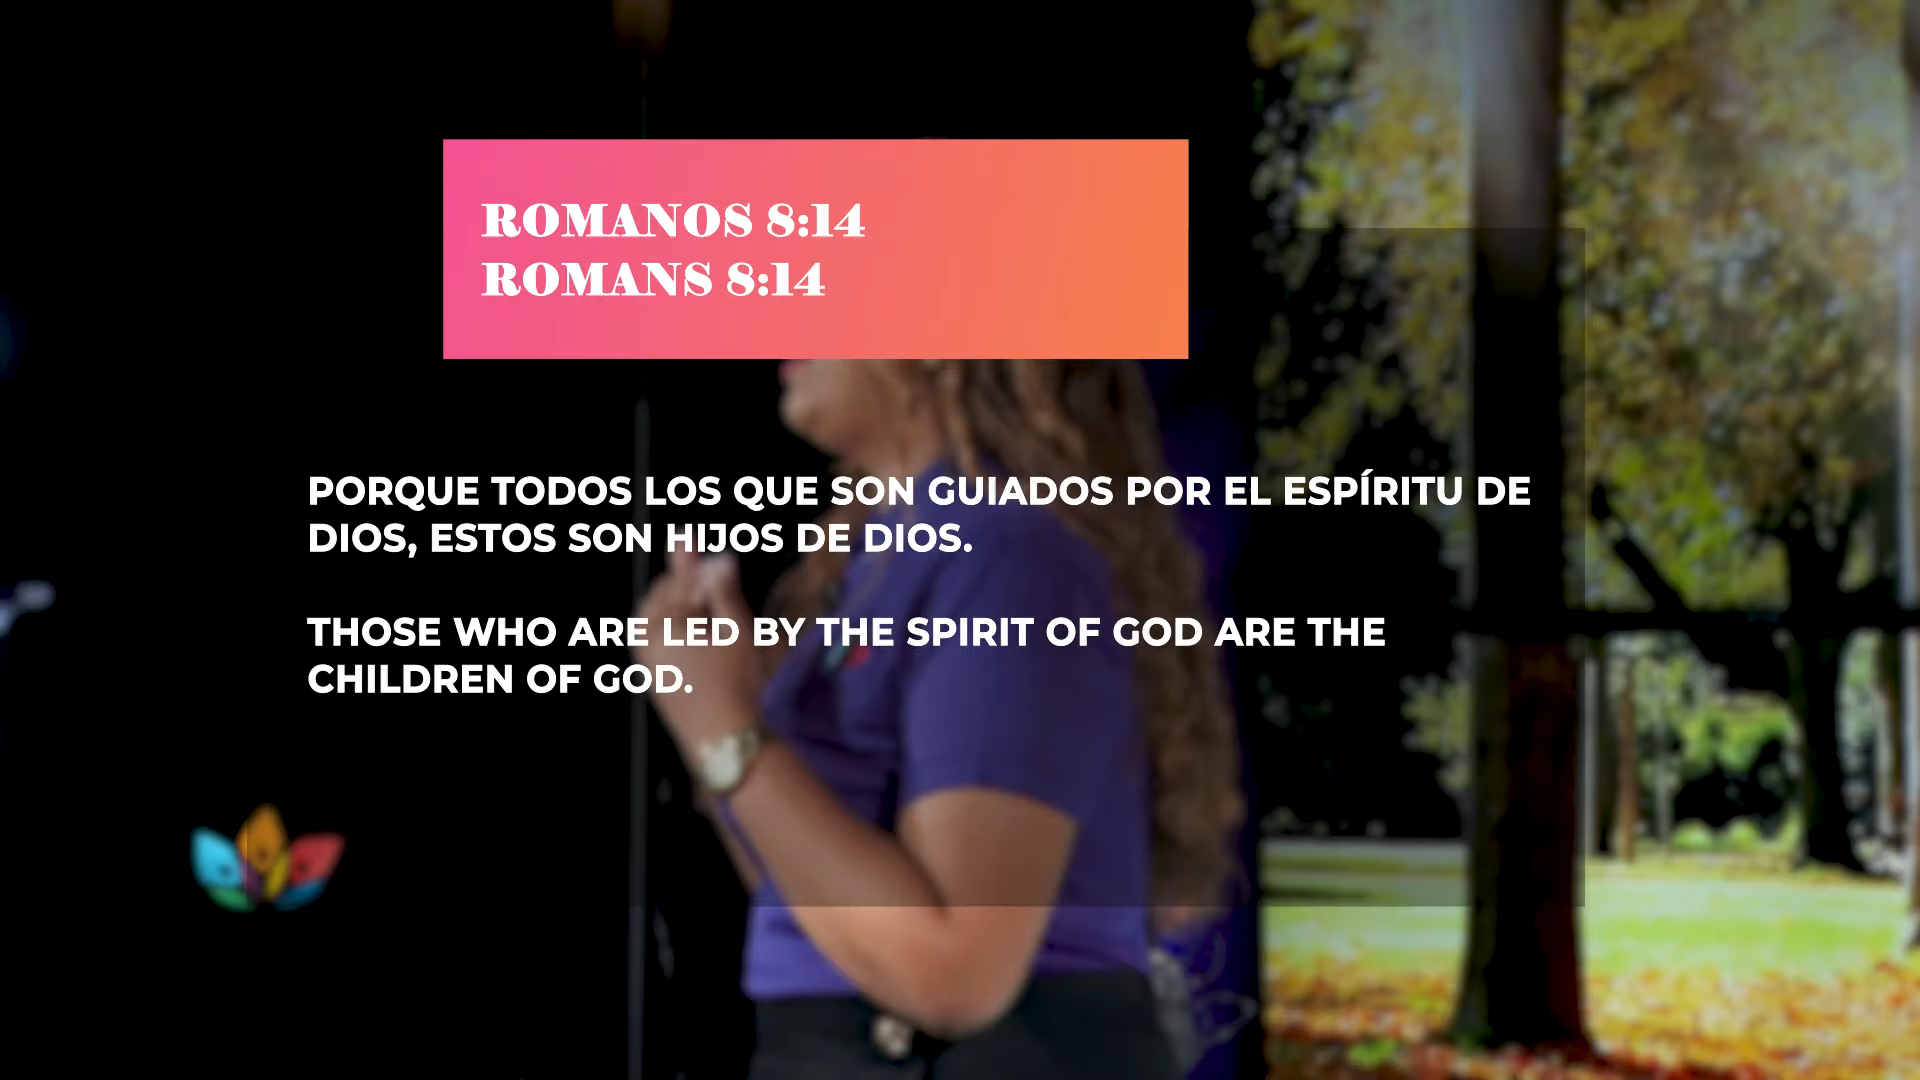 ROMANOS 8:14
ROMANS 8:14
PORQUE TODOS LOS QUE SON GUIADOS POR EL ESPÍRITU DE
DIOS, ESTOS SON HIJOS DE DIOS.
THOSE WHO ARE LED BY THE SPIRIT OF GOD ARE THE
CHILDREN OF GOD.